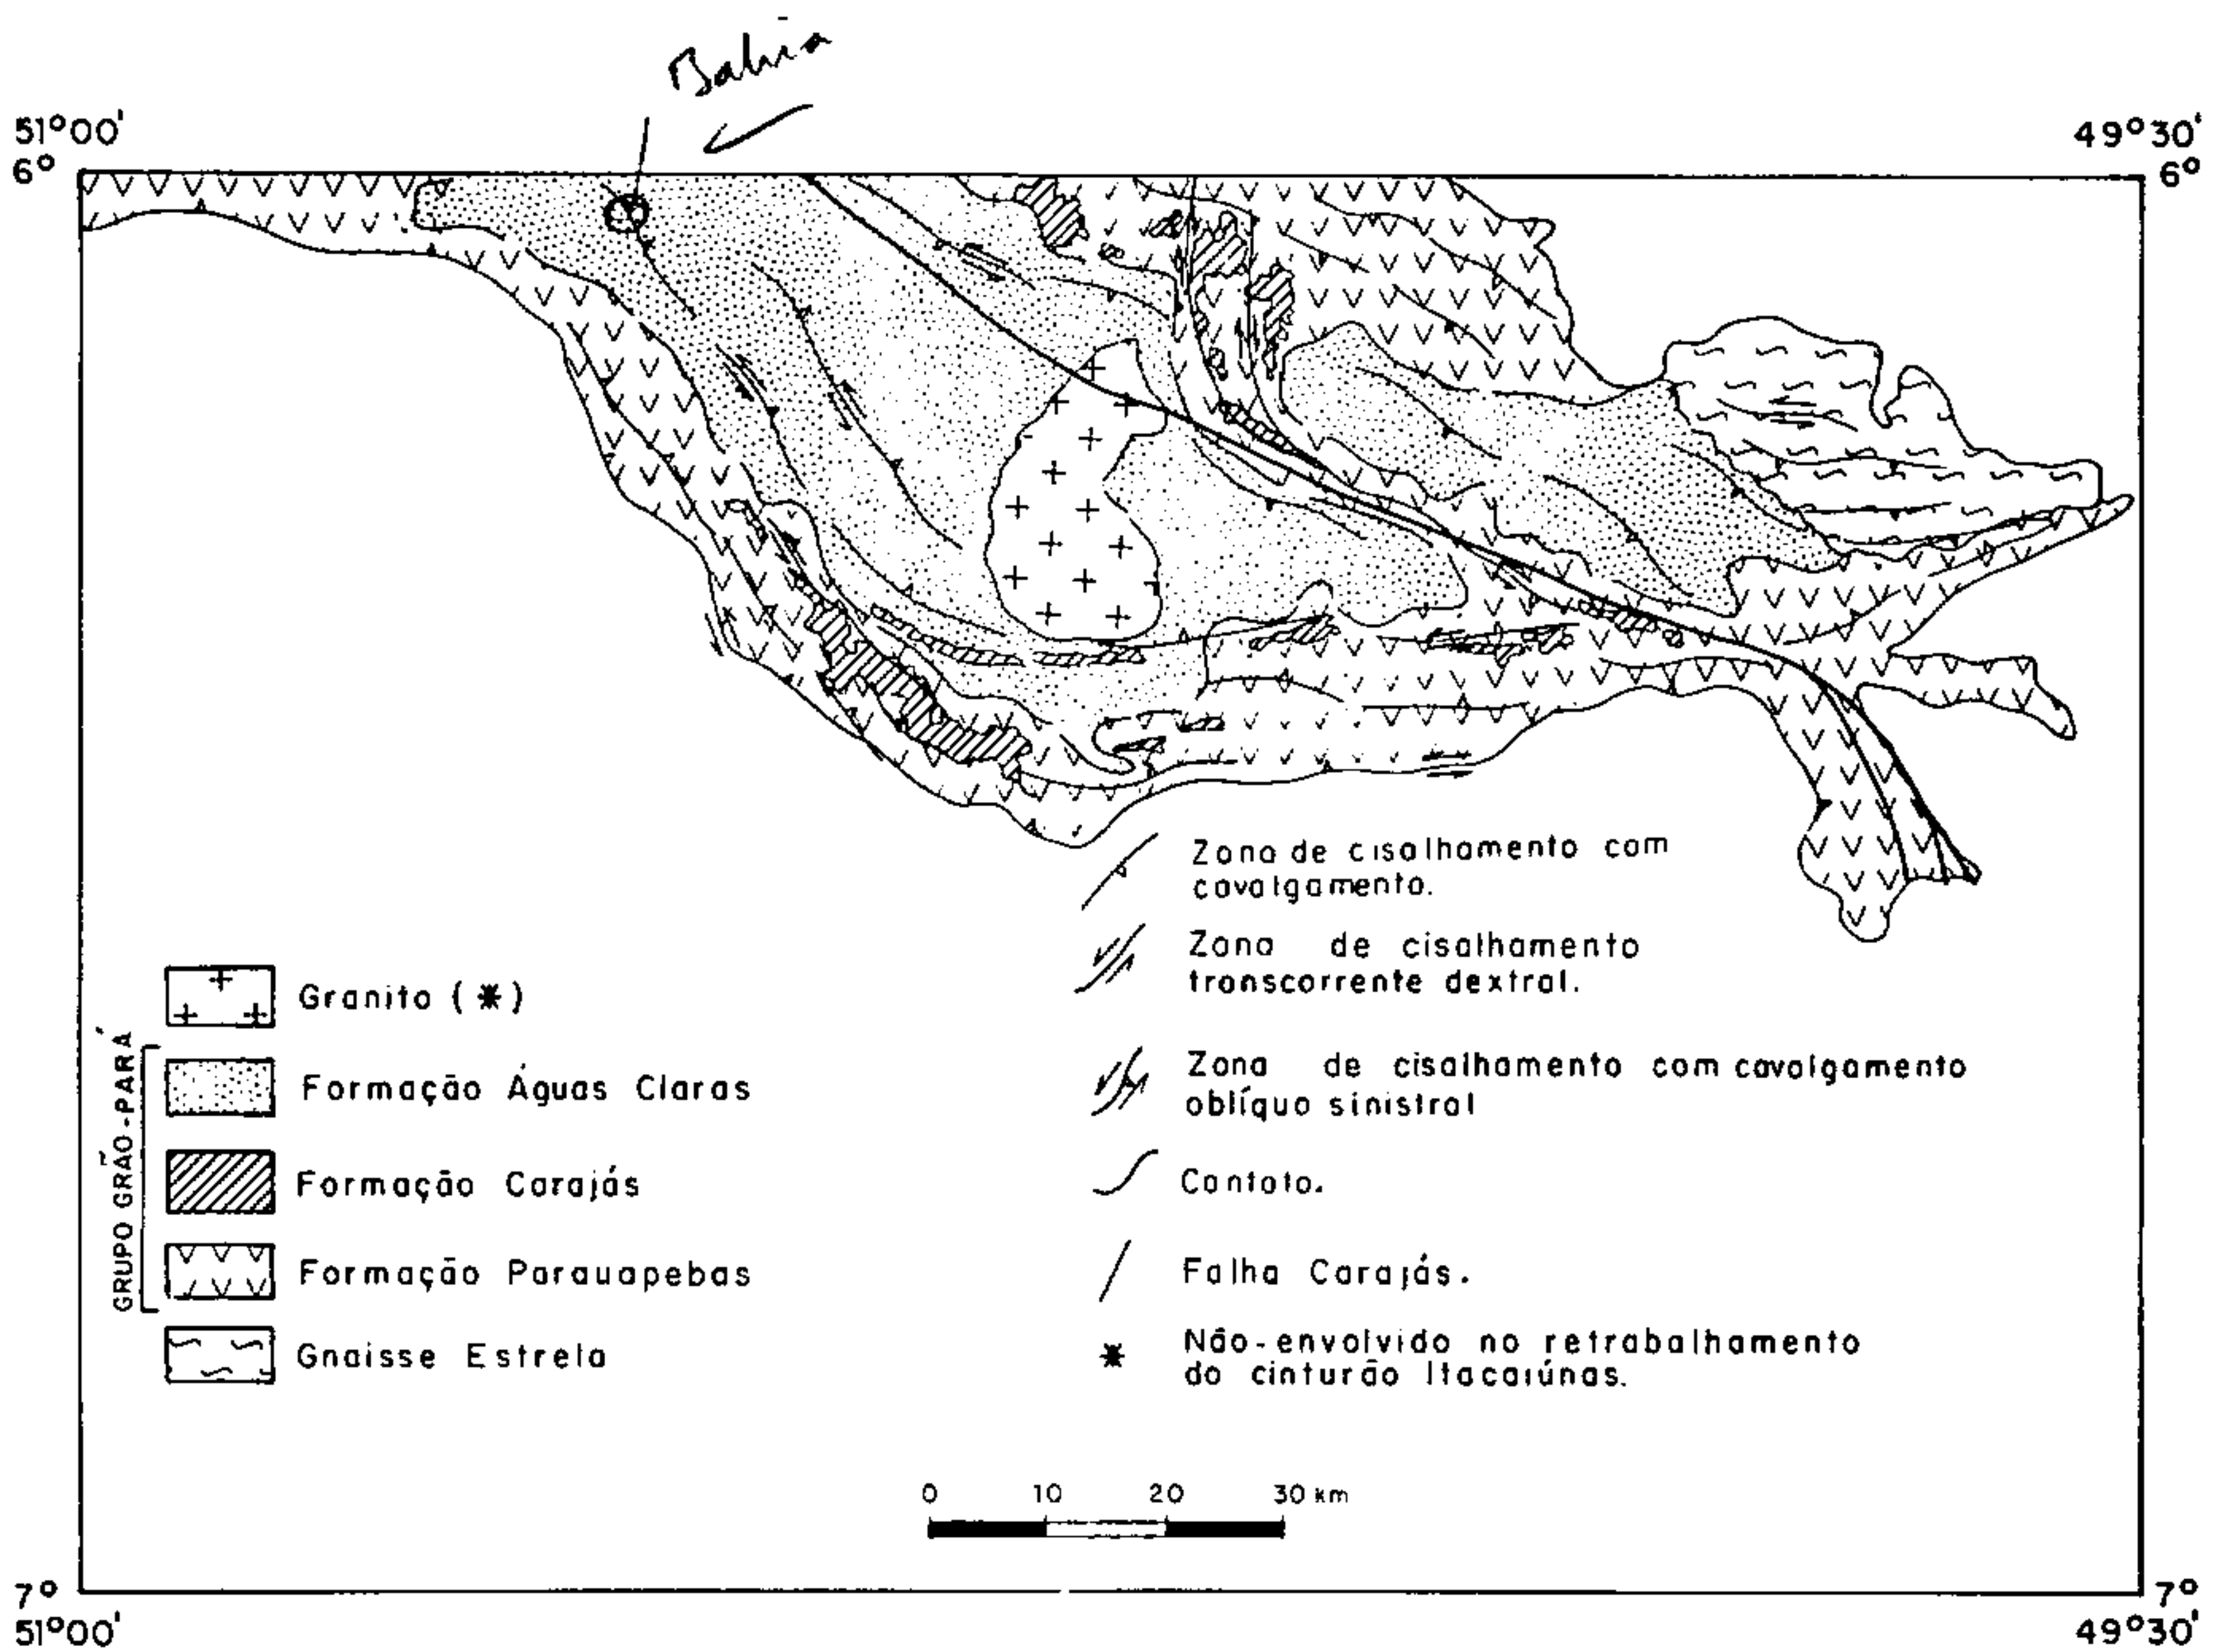 Bahia
51°00'
49°30'
6°
6°
Zona de cisalhamento com
cavalgamento.
Zona de cisalhamento
transcorrente dextral.
Granito (*)
Zona de cisalhamento com cavalgamento
oblíquo sinistral
GRUPO GRÃO-PARÁ
Formação Águas Claras
Formação Carajás
Contato.
Formação Parauapebas
Falha Carajás.
Gnaisse Estrela
* Não-envolvido no retrabalhamento
do cinturão Itacaiúnas.
0 10 20 30 km
7°
7°
51°00'
49°30'